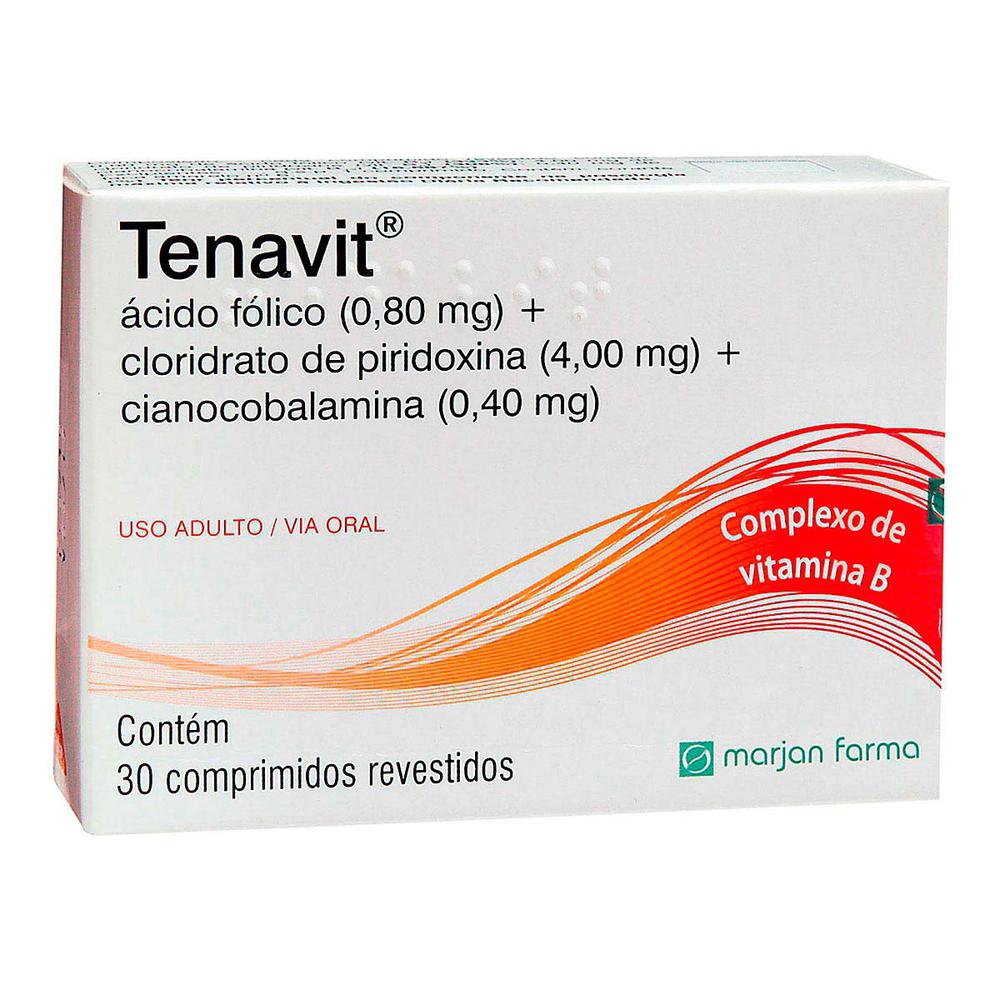 Tenavit®
ácido fólico (0,80 mg) +
cloridrato de piridoxina (4,00 mg) +
cianocobalamina (0,40 mg)
USO ADULTO / VIA ORAL
Complexo de
vitamina B
Contém
30 comprimidos revestidos
marjan farma